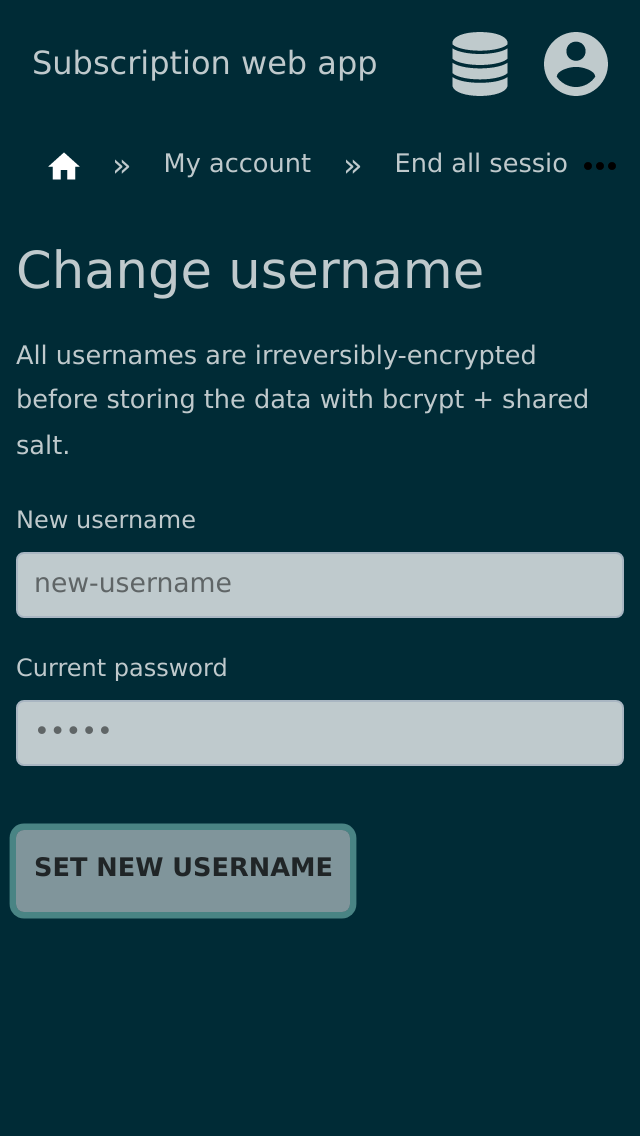 Subscription web app
» My account » End all sessio •••
Change username
All usernames are irreversibly-encrypted
before storing the data with bcrypt + shared
salt.
New username
new-username
Current password
•••••
SET NEW USERNAME